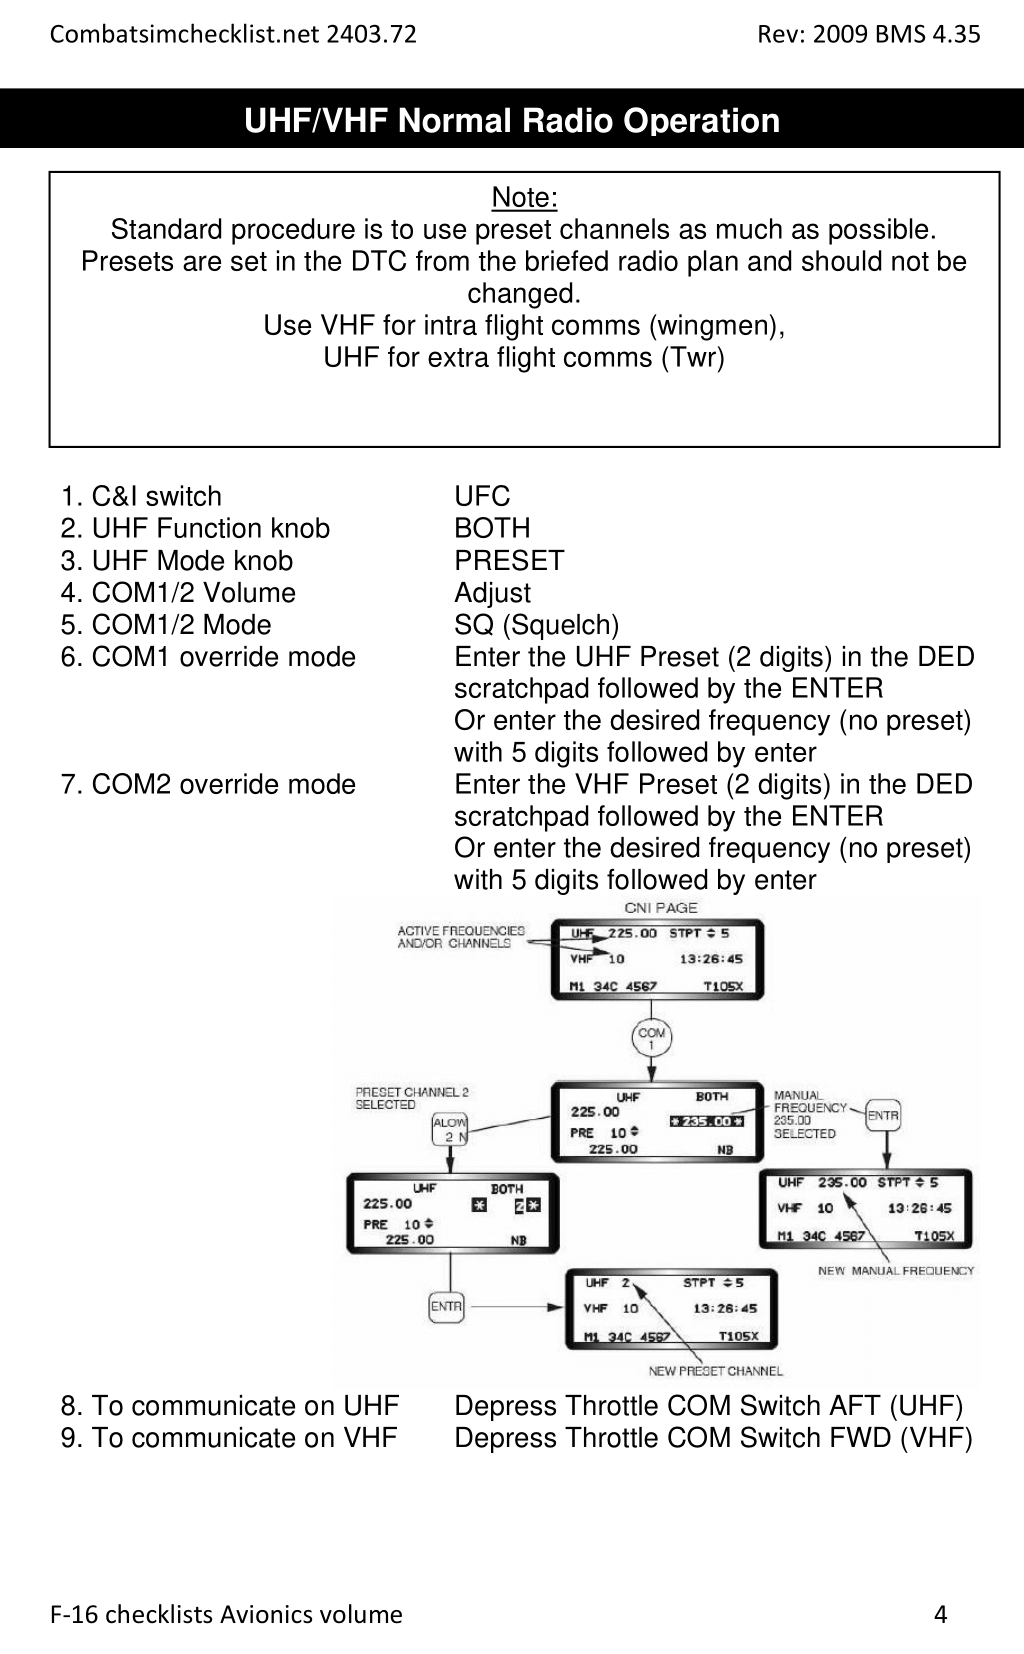 Combatsimchecklist.net 2403.72 Rev: 2009 BMS 4.35
UHF/VHF Normal Radio Operation
Note:
Standard procedure is to use preset channels as much as possible.
Presets are set in the DTC from the briefed radio plan and should not be
changed.
Use VHF for intra flight comms (wingmen),
UHF for extra flight comms (Twr)
1. C&I switch UFC
2. UHF Function knob BOTH
3. UHF Mode knob PRESET
4. COM1/2 Volume Adjust
5. COM1/2 Mode SQ (Squelch)
6. COM1 override mode Enter the UHF Preset (2 digits) in the DED
scratchpad followed by the ENTER
Or enter the desired frequency (no preset)
with 5 digits followed by enter
7. COM2 override mode Enter the VHF Preset (2 digits) in the DED
scratchpad followed by the ENTER
Or enter the desired frequency (no preset)
with 5 digits followed by enter
CNI PAGE
ACTIVE FREQUENCIES
AND/OR CHANNELS
UHF 225.00 STPT ≑ 5
VHF 10 13:26:45
M1 34C 4567 T105X
COM
1
PRESET CHANNEL 2
SELECTED
ALOW
2 N
UHF BOTH
225.00
*235.00*
PRE 10 ≑
225.00 NB
MANUAL
FREQUENCY
235.00
SELECTED
ENTR
UHF BOTH
225.00 * 2*
PRE 10 ≑
225.00 NB
UHF 235.00 STPT ≑ 5
VHF 10 13:26:45
M1 34C 4567 T105X
NEW MANUAL FREQUENCY
ENTR
UHF 2 STPT ≑ 5
VHF 10 13:26:45
M1 34C 4567 T105X
NEW PRESET CHANNEL
8. To communicate on UHF Depress Throttle COM Switch AFT (UHF)
9. To communicate on VHF Depress Throttle COM Switch FWD (VHF)
F-16 checklists Avionics volume 4